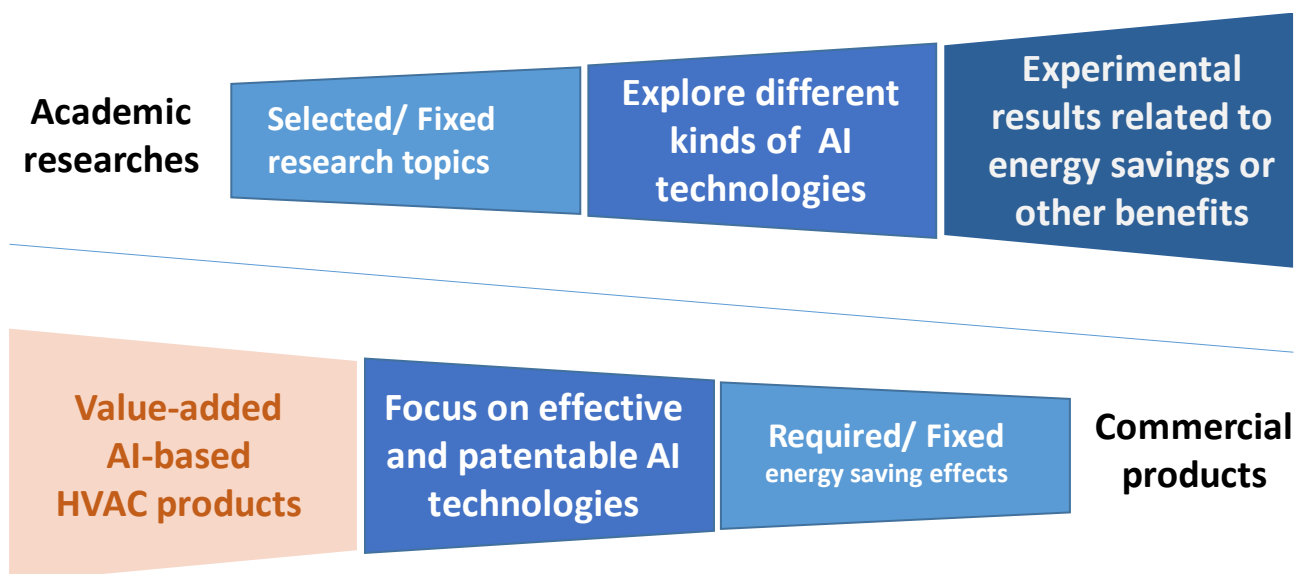 Academic
researches
Selected/ Fixed
research topics
Explore different
kinds of AI
technologies
Experimental
results related to
energy savings or
other benefits
Value-added
AI-based
HVAC products
Focus on effective
and patentable AI
technologies
Required/ Fixed
energy saving effects
Commercial
products